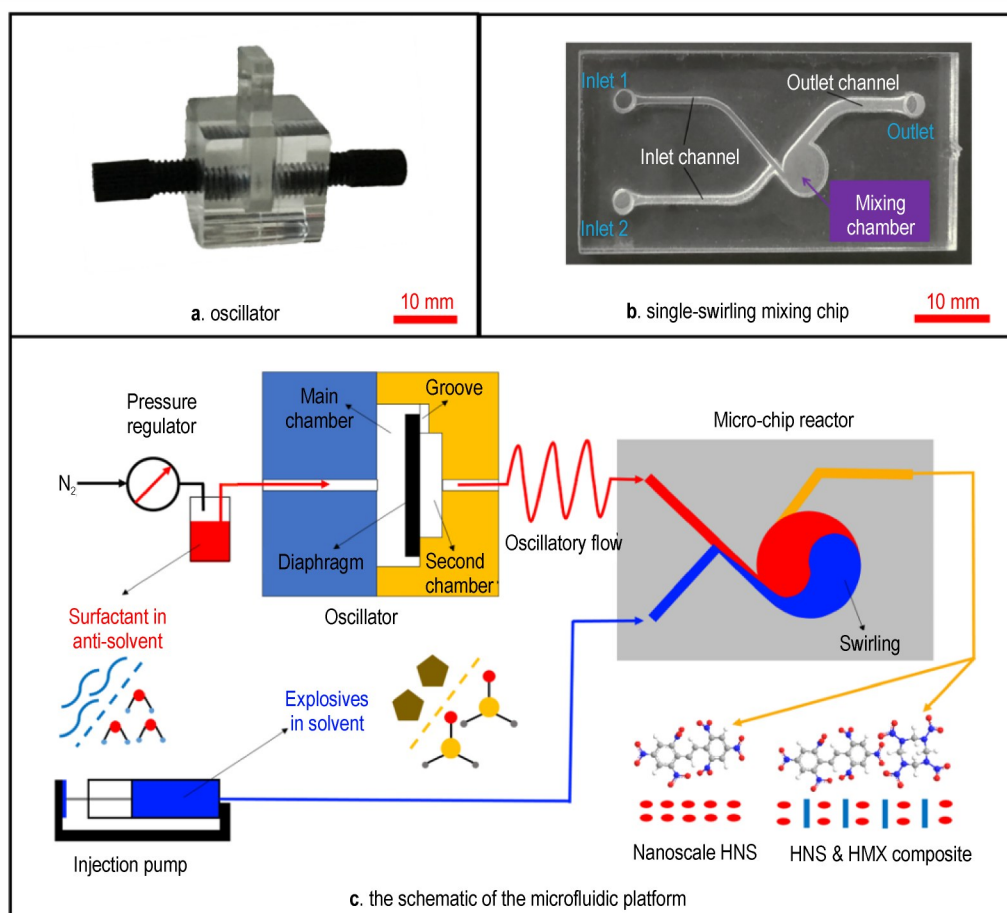 10 mm
a. oscillator
Inlet 1
Outlet channel
Outlet
Inlet channel
Inlet 2
Mixing
chamber
10 mm
b. single-swirling mixing chip
Pressure
regulator
N2
Main
chamber
Groove
Diaphragm
Second
chamber
Oscillator
Oscillatory flow
Micro-chip reactor
Swirling
Surfactant in
anti-solvent
Explosives
in solvent
Injection pump
Nanoscale HNS
HNS & HMX composite
c. the schematic of the microfluidic platform